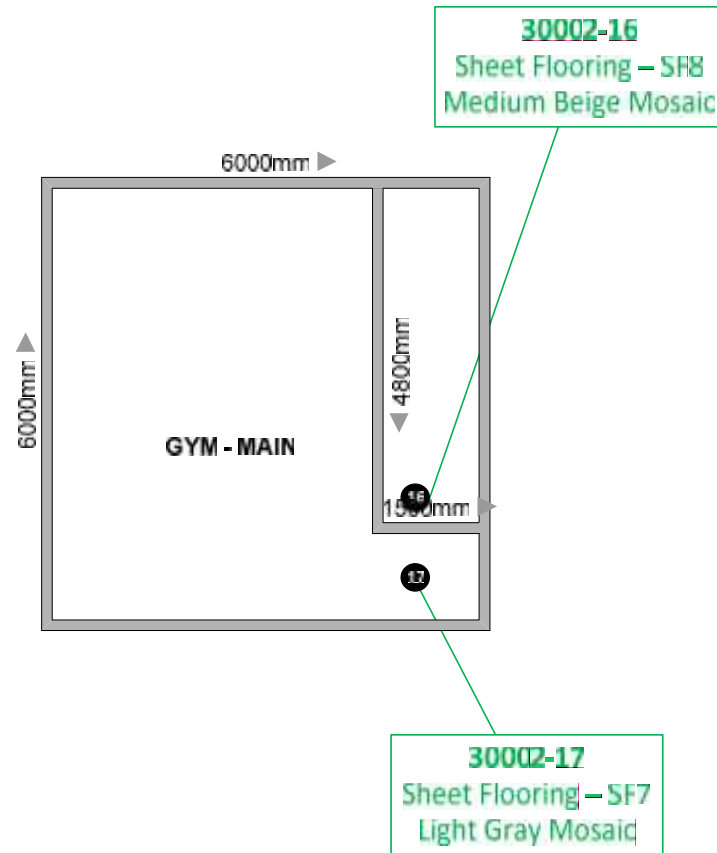 30002-16
Sheet Flooring – SF8
Medium Beige Mosaic
6000mm
6000mm
4800mm
GYM - MAIN
16
1500mm
17
30002-17
Sheet Flooring – SF7
Light Gray Mosaic